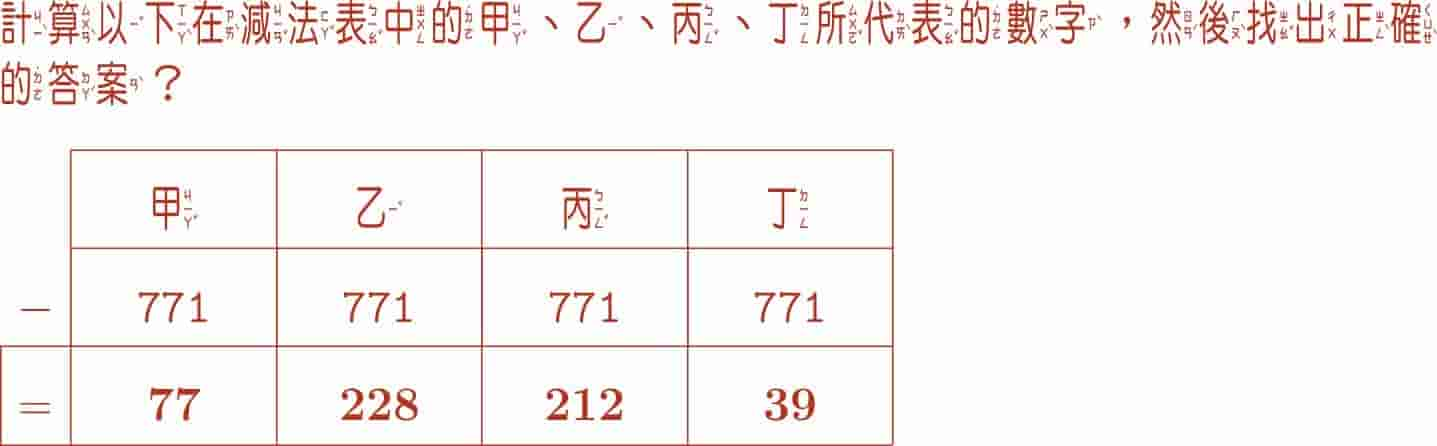 計算以下在減法表中的甲、乙、丙、丁所代表的數字，然後找出正確
的答案？
甲 乙 丙 丁
− 771 771 771 771
= 77 228 212 39